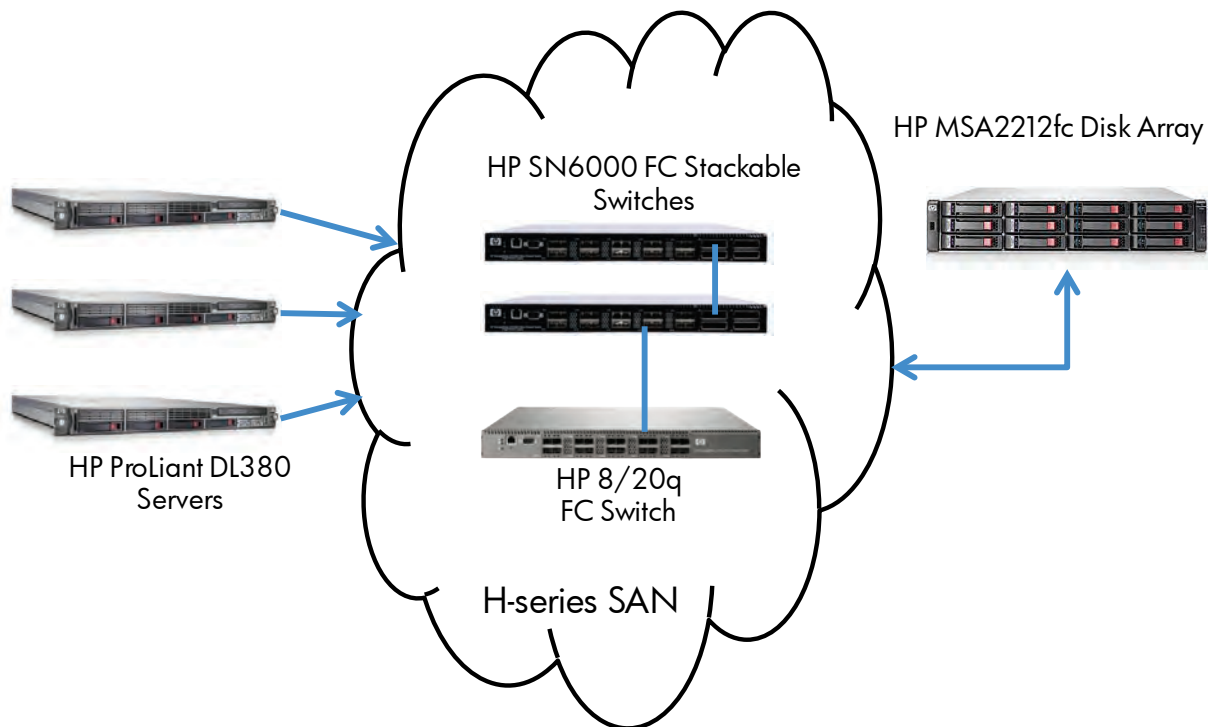 HP SN6000 FC Stackable
Switches
HP MSA2212fc Disk Array
HP ProLiant DL380
Servers
HP 8/20q
FC Switch
H-series SAN